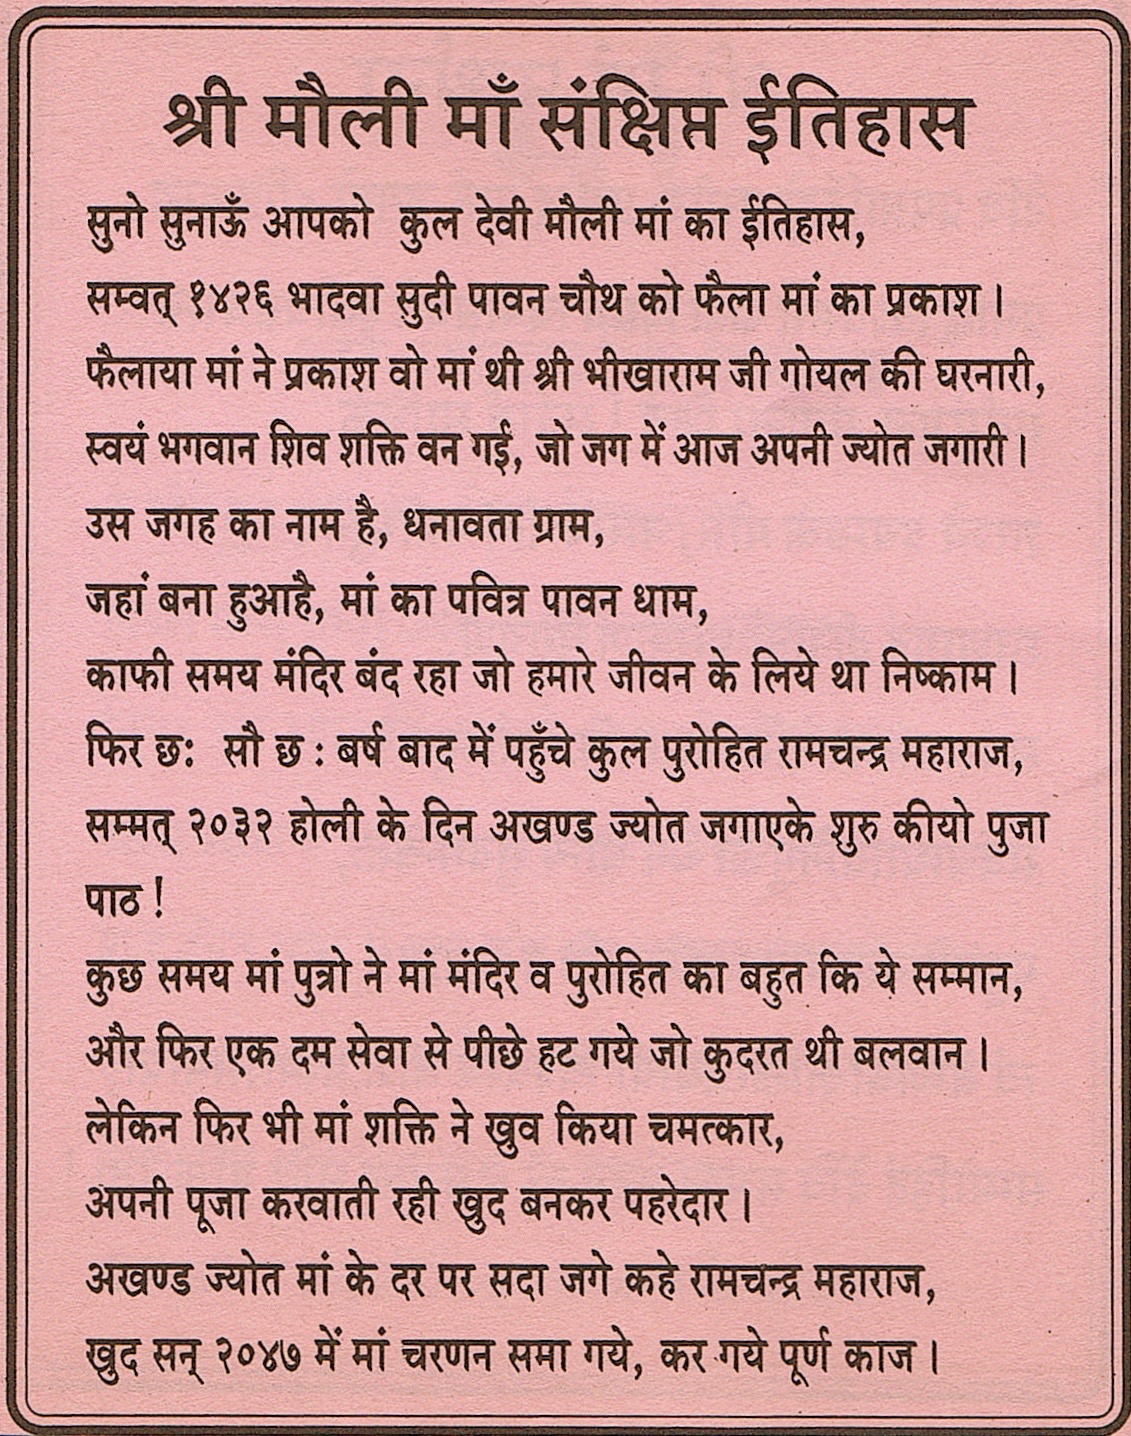 श्री मौली माँ संक्षिप्त ईतिहास
सुनो सुनाऊँ आपको कुल देवी मौली मां का ईतिहास,
सम्वत् १४२६ भादवा सुदी पावन चौथ को फैला मां का प्रकाश ।
फैलाया मां ने प्रकाश वो मां थी श्री भीखाराम जी गोयल की घरनारी,
स्वयं भगवान शिव शक्ति वन गई, जो जग में आज अपनी ज्योत जगारी ।
उस जगह का नाम है, धनावता ग्राम,
जहां बना हुआहै, मां का पवित्र पावन धाम,
काफी समय मंदिर बंद रहा जो हमारे जीवन के लिये था निष्काम ।
फिर छः सौ छ : बर्ष बाद में पहुँचे कुल पुरोहित रामचन्द्र महाराज,
सम्मत् २०३२ होली के दिन अखण्ड ज्योत जगाएके शुरु कीयो पुजा
पाठ !
कुछ समय मां पुत्रो ने मां मंदिर व पुरोहित का बहुत कि ये सम्मान,
और फिर एक दम सेवा से पीछे हट गये जो कुदरत थी बलवान ।
लेकिन फिर भी मां शक्ति ने खुव किया चमत्कार,
अपनी पूजा करवाती रही खुद बनकर पहरेदार ।
अखण्ड ज्योत मां के दर पर सदा जगे कहे रामचन्द्र महाराज,
खुद सन् २०४७ में मां चरणन समा गये, कर गये पूर्ण काज ।